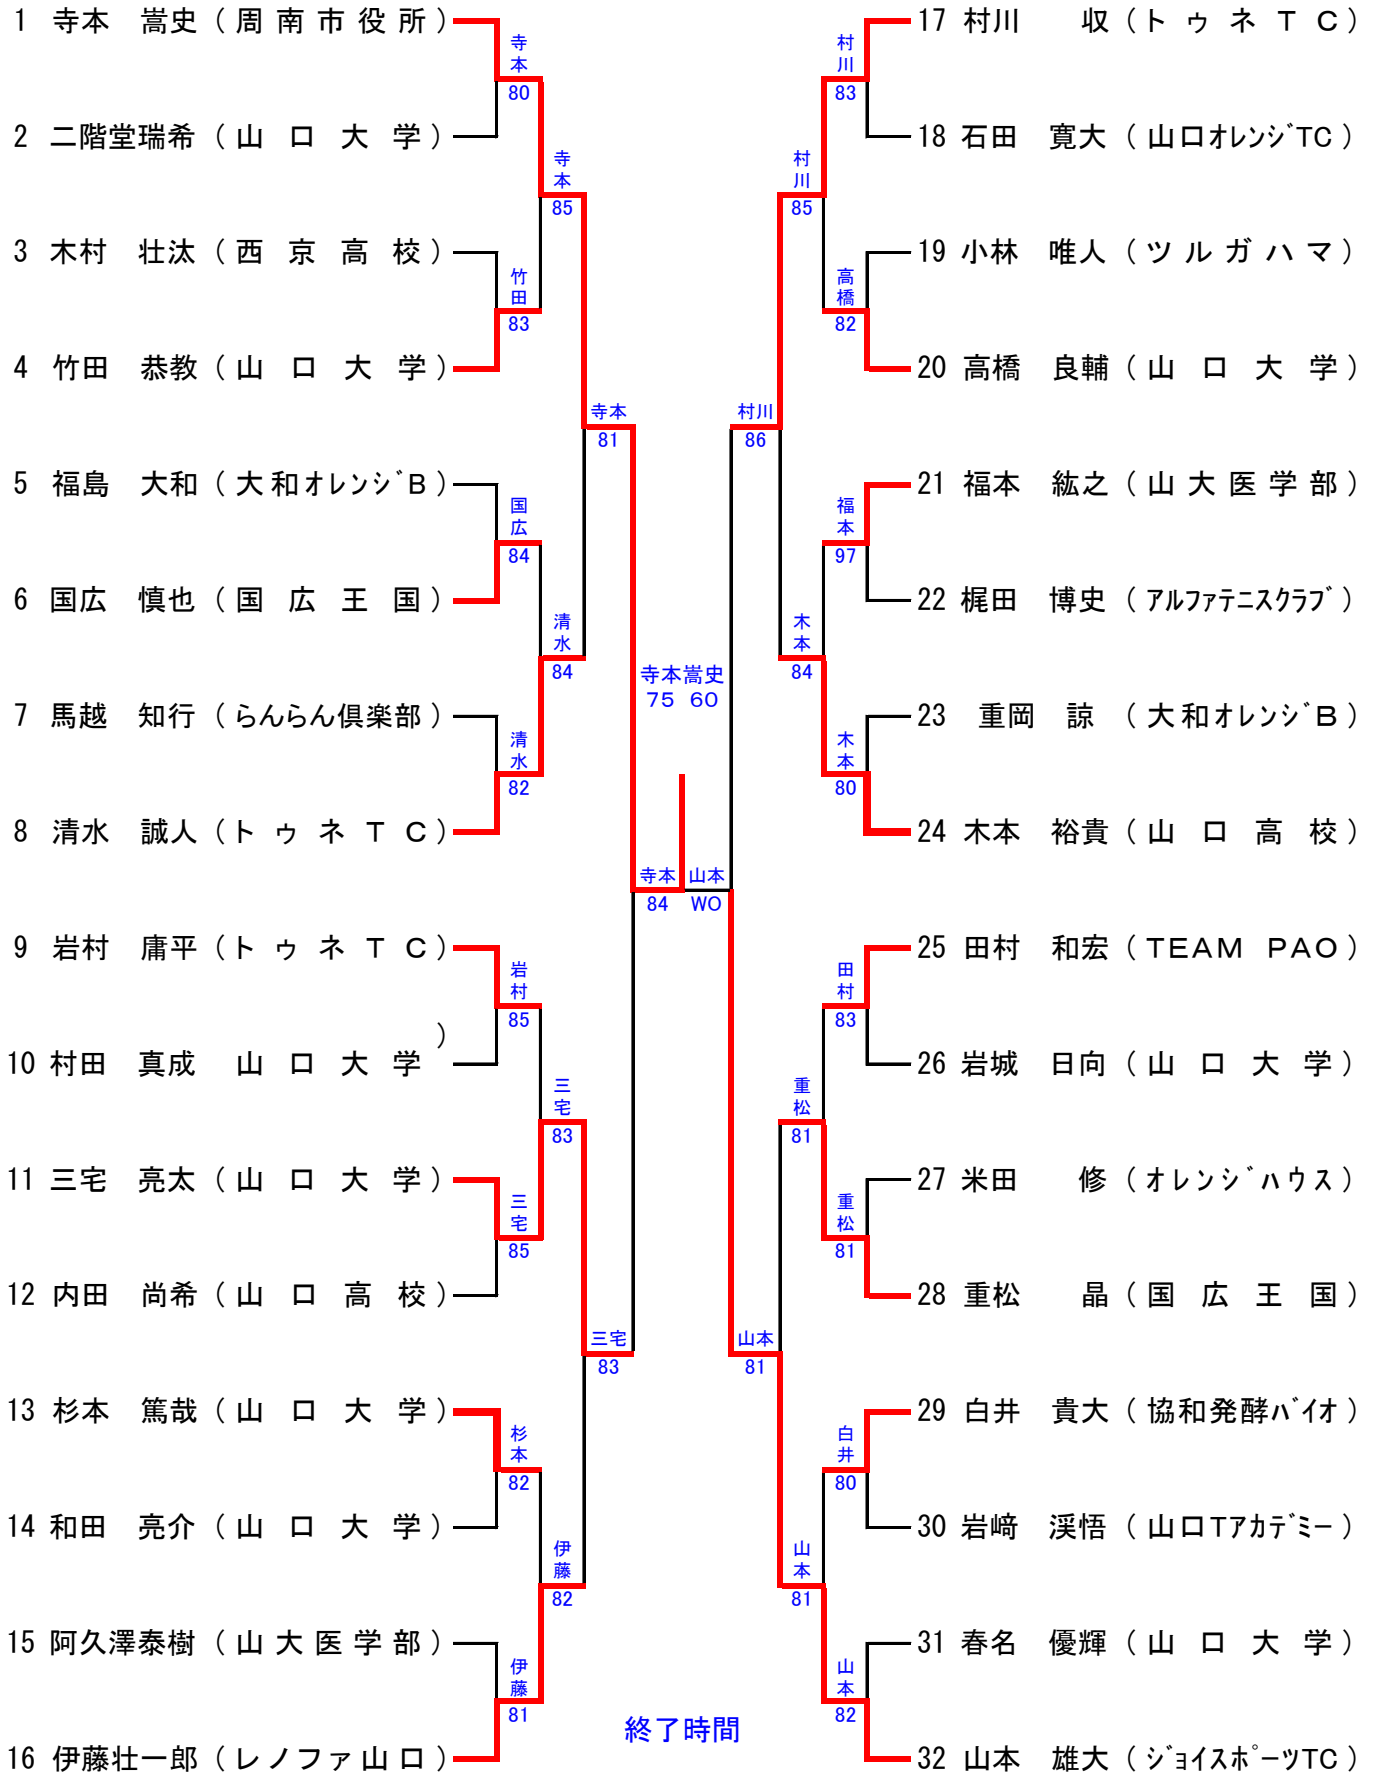 1 寺本 嵩史 (周南市役所)
寺本
80
2 二階堂瑞希 (山口大学)
寺本
85
3 木村 壮汰 (西京高校)
竹田
83
4 竹田 恭教 (山口大学)
寺本
81
5 福島 大和 (大和オレンジB)
国広
84
6 国広 慎也 (国広王国)
清水
84
7 馬越 知行 (らんらん倶楽部)
清水
82
8 清水 誠人 (トゥネTC)
寺本
84
9 岩村 庸平 (トゥネTC)
岩村
85
10 村田 真成 山口大学 )
三宅
83
11 三宅 亮太 (山口大学)
三宅
85
12 内田 尚希 (山口高校)
三宅
83
13 杉本 篤哉 (山口大学)
杉本
82
14 和田 亮介 (山口大学)
伊藤
82
15 阿久澤泰樹 (山大医学部)
伊藤
81
16 伊藤壮一郎 (レノファ山口)
寺本嵩史
75 60
終了時間
17 村川 収 (トゥネTC)
村川
83
18 石田 寛大 (山口オレンジTC)
村川
85
19 小林 唯人 (ツルガハマ)
高橋
82
20 高橋 良輔 (山口大学)
村川
86
21 福本 紘之 (山大医学部)
福本
97
22 梶田 博史 (アルファテニスクラブ)
木本
84
23 重岡 諒 (大和オレンジB)
木本
80
24 木本 裕貴 (山口高校)
山本
WO
25 田村 和宏 (TEAM PAO)
田村
83
26 岩城 日向 (山口大学)
重松
81
27 米田 修 (オレンジハウス)
重松
81
28 重松 晶 (国広王国)
山本
81
29 白井 貴大 (協和発酵バイオ)
白井
80
30 岩﨑 渓悟 (山口Tアカデミー)
山本
81
31 春名 優輝 (山口大学)
山本
82
32 山本 雄大 (ジョイスポーツTC)